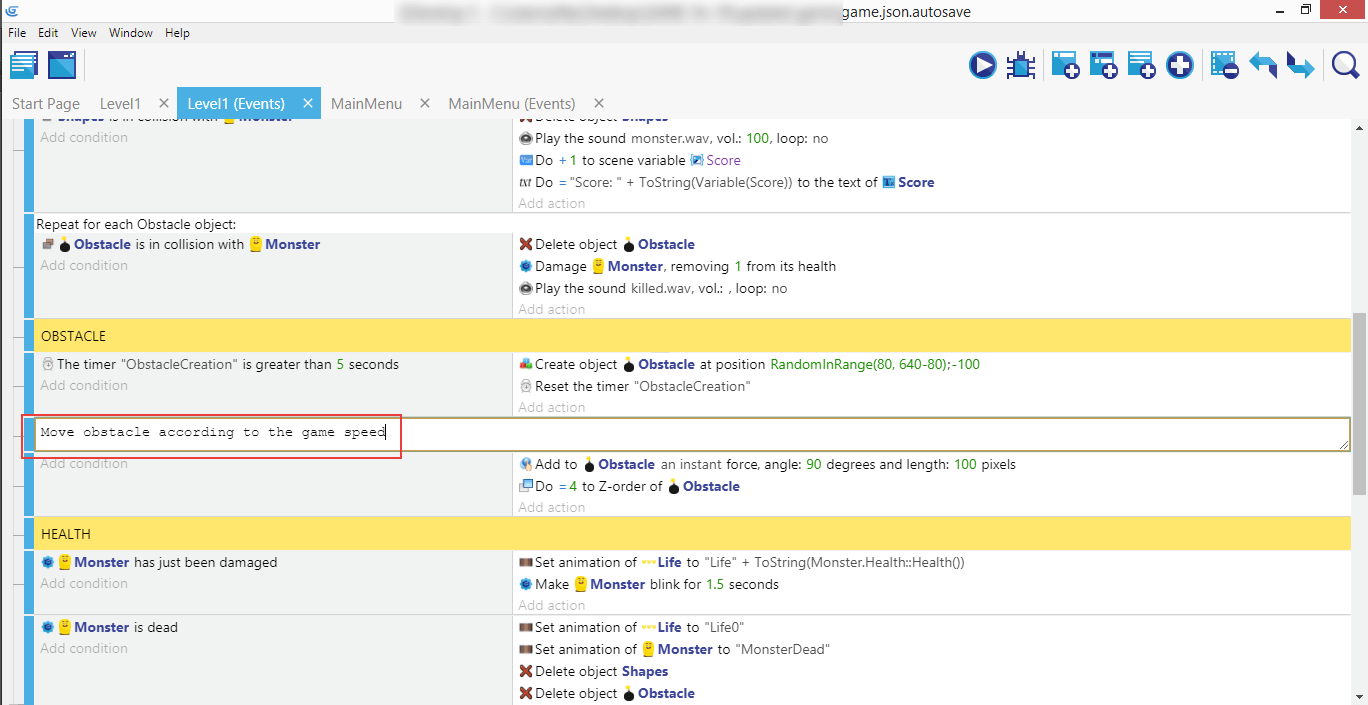 game.json.autosave
File Edit View Window Help
Start Page Level1 Level1 (Events) MainMenu MainMenu (Events)
Shapes is in collision with Monster
Add condition
Delete object Shapes
Play the sound monster.wav, vol.: 100, loop: no
Do + 1 to scene variable Score
txt Do = "Score: " + ToString(Variable(Score)) to the text of Score
Add action
Repeat for each Obstacle object:
Obstacle is in collision with Monster
Add condition
Delete object Obstacle
Damage Monster, removing 1 from its health
Play the sound killed.wav, vol.: , loop: no
Add action
OBSTACLE
The timer "ObstacleCreation" is greater than 5 seconds
Add condition
Create object Obstacle at position RandomInRange(80, 640-80);-100
Reset the timer "ObstacleCreation"
Add action
Move obstacle according to the game speed
Add condition
Add to Obstacle an instant force, angle: 90 degrees and length: 100 pixels
Do =4 to Z-order of Obstacle
Add action
HEALTH
Monster has just been damaged
Add condition
Set animation of Life to "Life" + ToString(Monster.Health::Health())
Make Monster blink for 1.5 seconds
Add action
Monster is dead
Add condition
Set animation of Life to "Life0"
Set animation of Monster to "MonsterDead"
Delete object Shapes
Delete object Obstacle